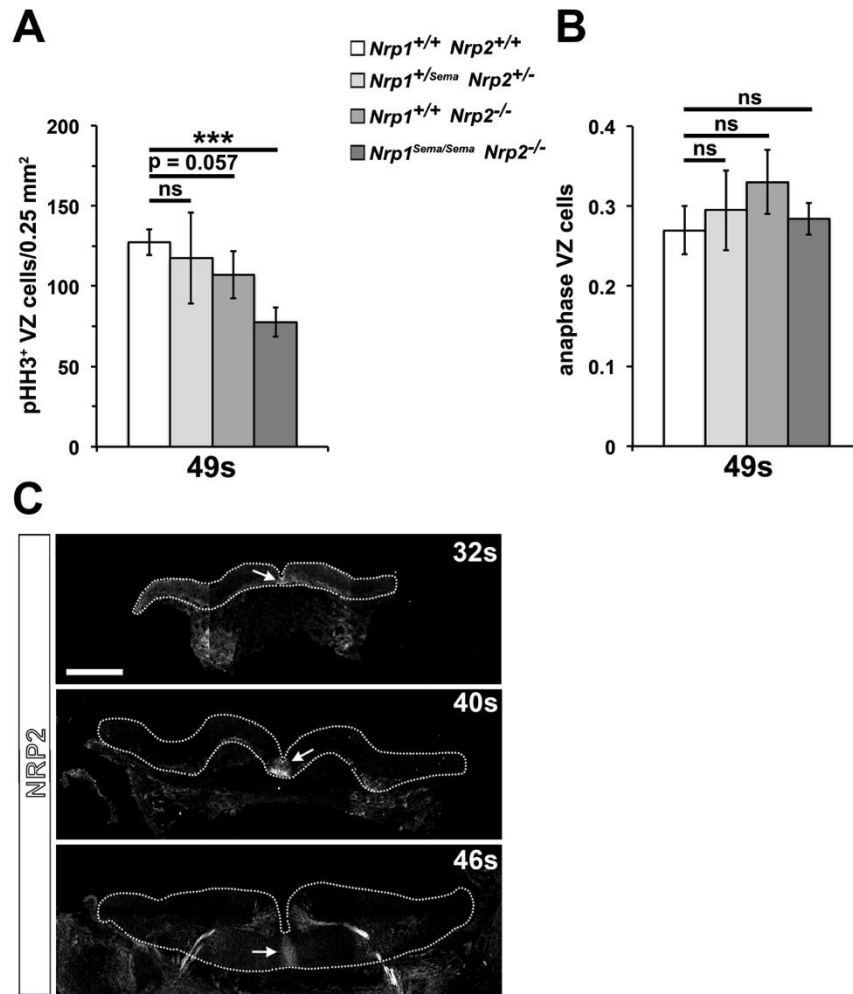 A
Nrp1+/+ Nrp2+/+
Nrp1+/Sema Nrp2+/-
Nrp1+/+ Nrp2-/-
Nrp1Sema/Sema Nrp2-/-
pHH3+ VZ cells/0.25 mm2
200
150
100
50
0
***
p = 0.057
ns
49s
B
anaphase VZ cells
0.4
0.3
0.2
0.1
0
ns
ns
ns
49s
C
NRP2
32s
40s
46s